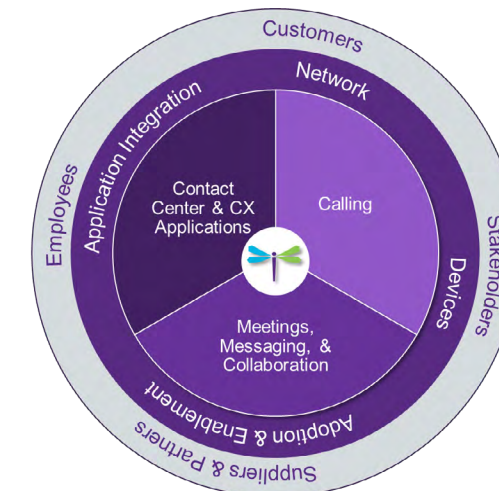 Customers
Network
Application Integration
Employees
Contact
Center & CX
Applications
Calling
Stakeholders
Devices
Meetings,
Messaging, &
Collaboration
Adoption & Enablement
Suppliers & Partners